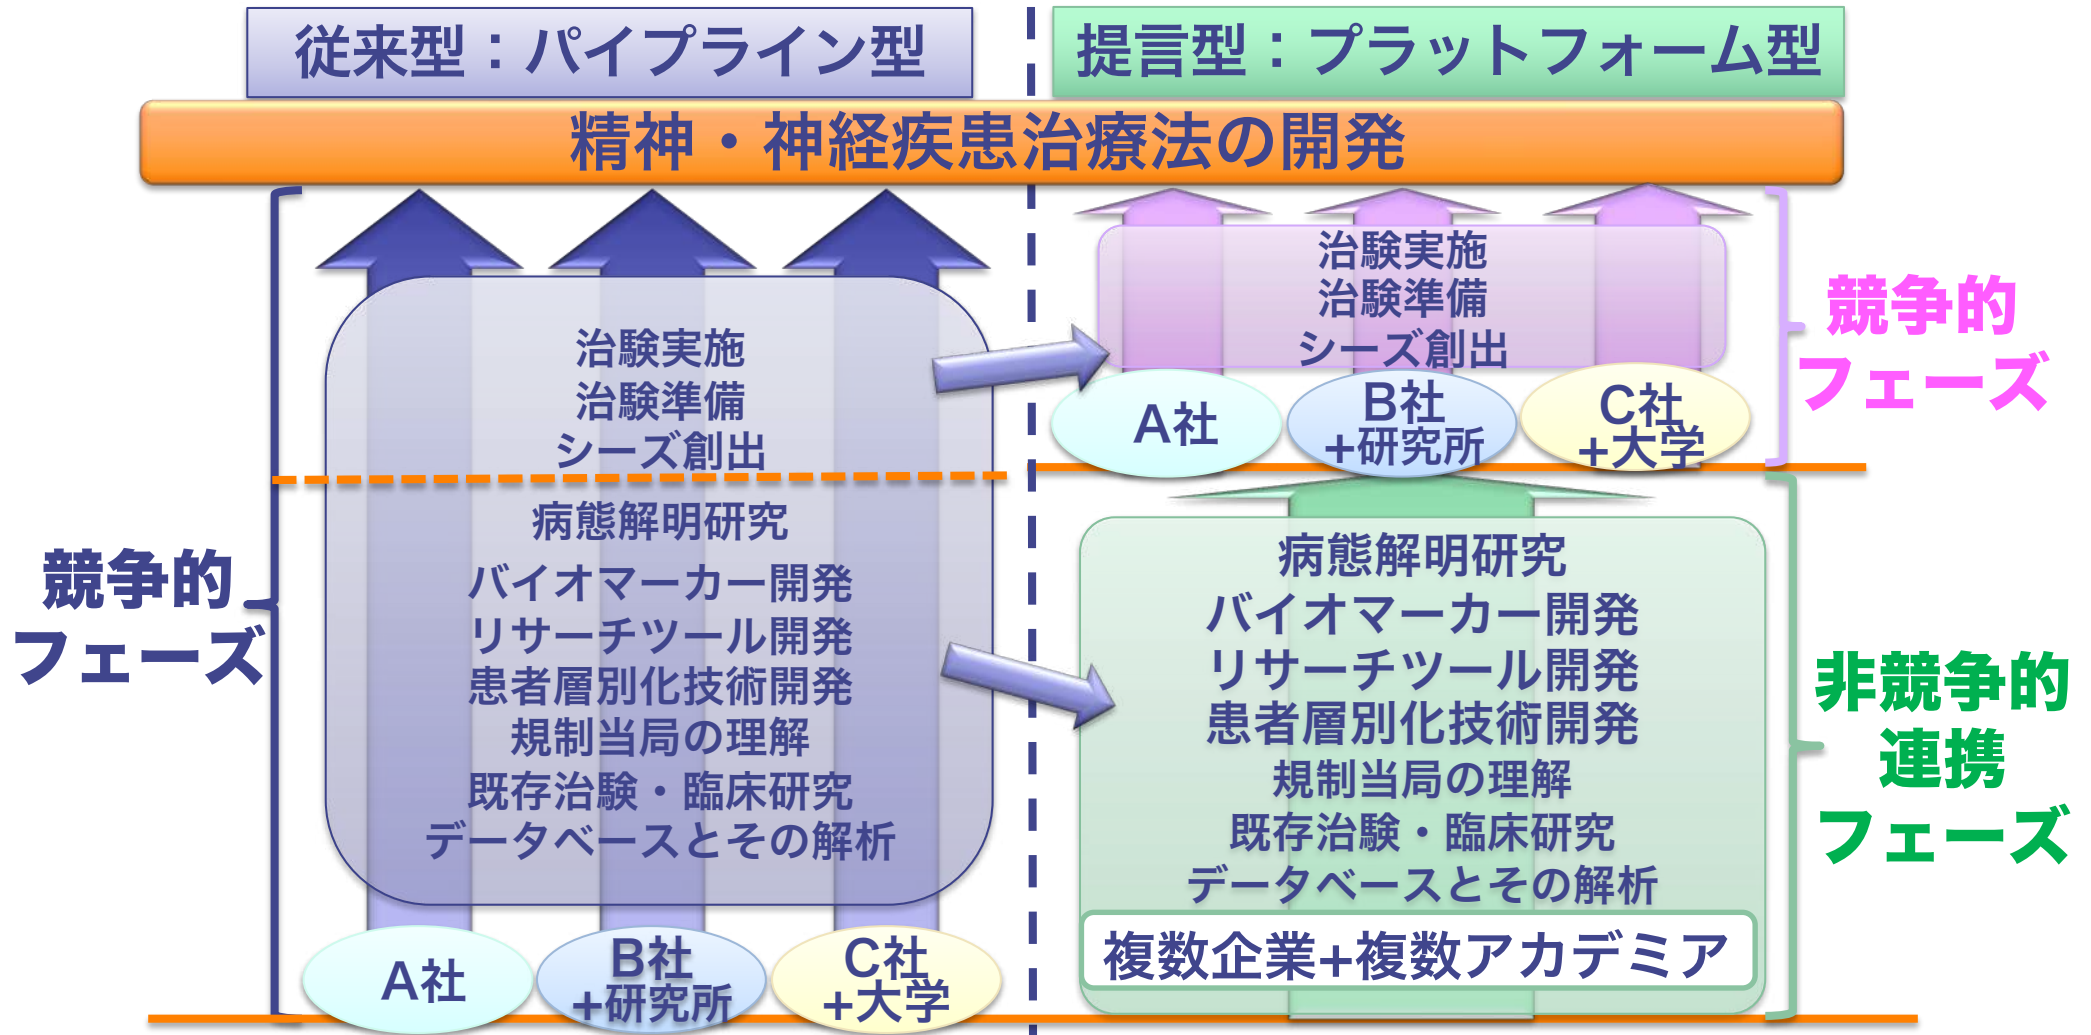 従来型：パイプライン型
提言型：プラットフォーム型
精神・神経疾患治療法の開発
競争的
フェーズ
治験実施
治験準備
シーズ創出
病態解明研究
バイオマーカー開発
リサーチツール開発
患者層別化技術開発
規制当局の理解
既存治験・臨床研究
データベースとその解析
A社
B社
+研究所
C社
+大学
治験実施
治験準備
シーズ創出
A社
B社
+研究所
C社
+大学
競争的
フェーズ
病態解明研究
バイオマーカー開発
リサーチツール開発
患者層別化技術開発
規制当局の理解
既存治験・臨床研究
データベースとその解析
複数企業+複数アカデミア
非競争的
連携
フェーズ